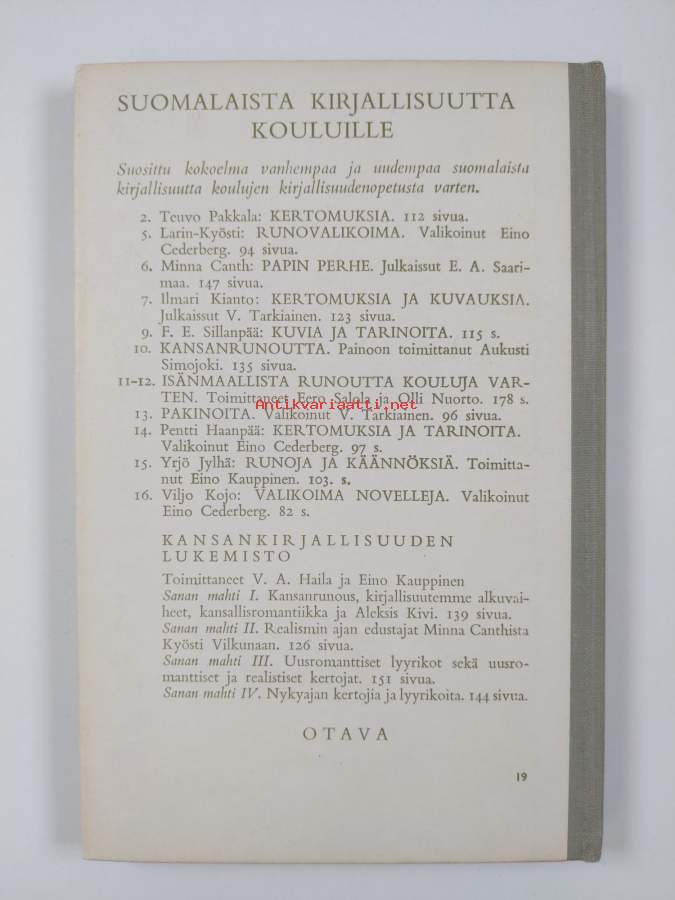 SUOMALAISTA KIRJALLISUUTTA
KOULUILLE
Suosittu kokoelma vanhempaa ja uudempaa suomalaista
kirjallisuutta koulujen kirjallisuudenopetusta varten.
2. Teuvo Pakkala: KERTOMUKSIA. 112 sivua.
5. Larin-Kyösti: RUNOVALIKOIMA. Valikoinut Eino
Cederberg. 94 sivua.
6. Minna Canth: PAPIN PERHE. Julkaissut E. A. Saari-
maa. 147 sivua.
7. Ilmari Kianto: KERTOMUKSIA JA KUVAUKSIA.
Julkaissut V. Tarkiainen. 123 sivua.
9. F. E. Sillanpää: KUVIA JA TARINOITA. 115 s.
10. KANSANRUNOUTTA. Painoon toimittanut Aukusti
Simojoki. 135 sivua.
11-12. ISÄNMAALLISTA RUNOUTTA KOULUJA VAR-
TEN. Toimittaneet Eero Salola ja Olli Nuorto. 178 s.
Antikvariaatti.net
13. PAKINOITA. Valikoinut V. Tarkiainen. 96 sivua.
14. Pentti Haanpää: KERTOMUKSIA JA TARINOITA.
Valikoinut Eino Cederberg. 97 s.
15. Yrjö Jylhä: RUNOJA JA KÄÄNNÖKSIÄ. Toimitta-
nut Eino Kauppinen. 103. s.
16. Viljo Kojo: VALIKOIMA NOVELLEJA. Valikoinut
Eino Cederberg. 82 s.
KANSANKIRJALLISUUDEN
LUKEMISTO
Toimittaneet V. A. Haila ja Eino Kauppinen
Sanan mahti I. Kansanrunous, kirjallisuutemme alkuvai-
heet, kansallisromantiikka ja Aleksis Kivi. 139 sivua.
Sanan mahti II. Realismin ajan edustajat Minna Canthista
Kyösti Vilkunaan. 126 sivua.
Sanan mahti III. Uusromanttiset lyyrikot sekä uusro-
manttiset ja realistiset kertojat. 151 sivua.
Sanan mahti IV. Nykyajan kertojia ja lyyrikoita. 144 sivua.
OTAVA
19